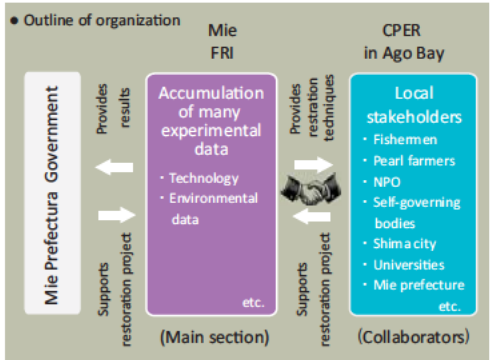 ● Outline of organization
Mie
FRI
CPER
in Ago Bay
Mie Prefectura Government
Provides
results
Supports
restoration project
Accumulation
of many
experimental
data
・Technology
・Environmental
data
etc.
(Main section)
Provides
restration
techniques
Supports
restoration project
Local
stakeholders
・Fishermen
・Pearl farmers
・NPO
・Self-governing
bodies
・Shima city
・Universities
・Mie prefecture
etc.
(Collaborators)